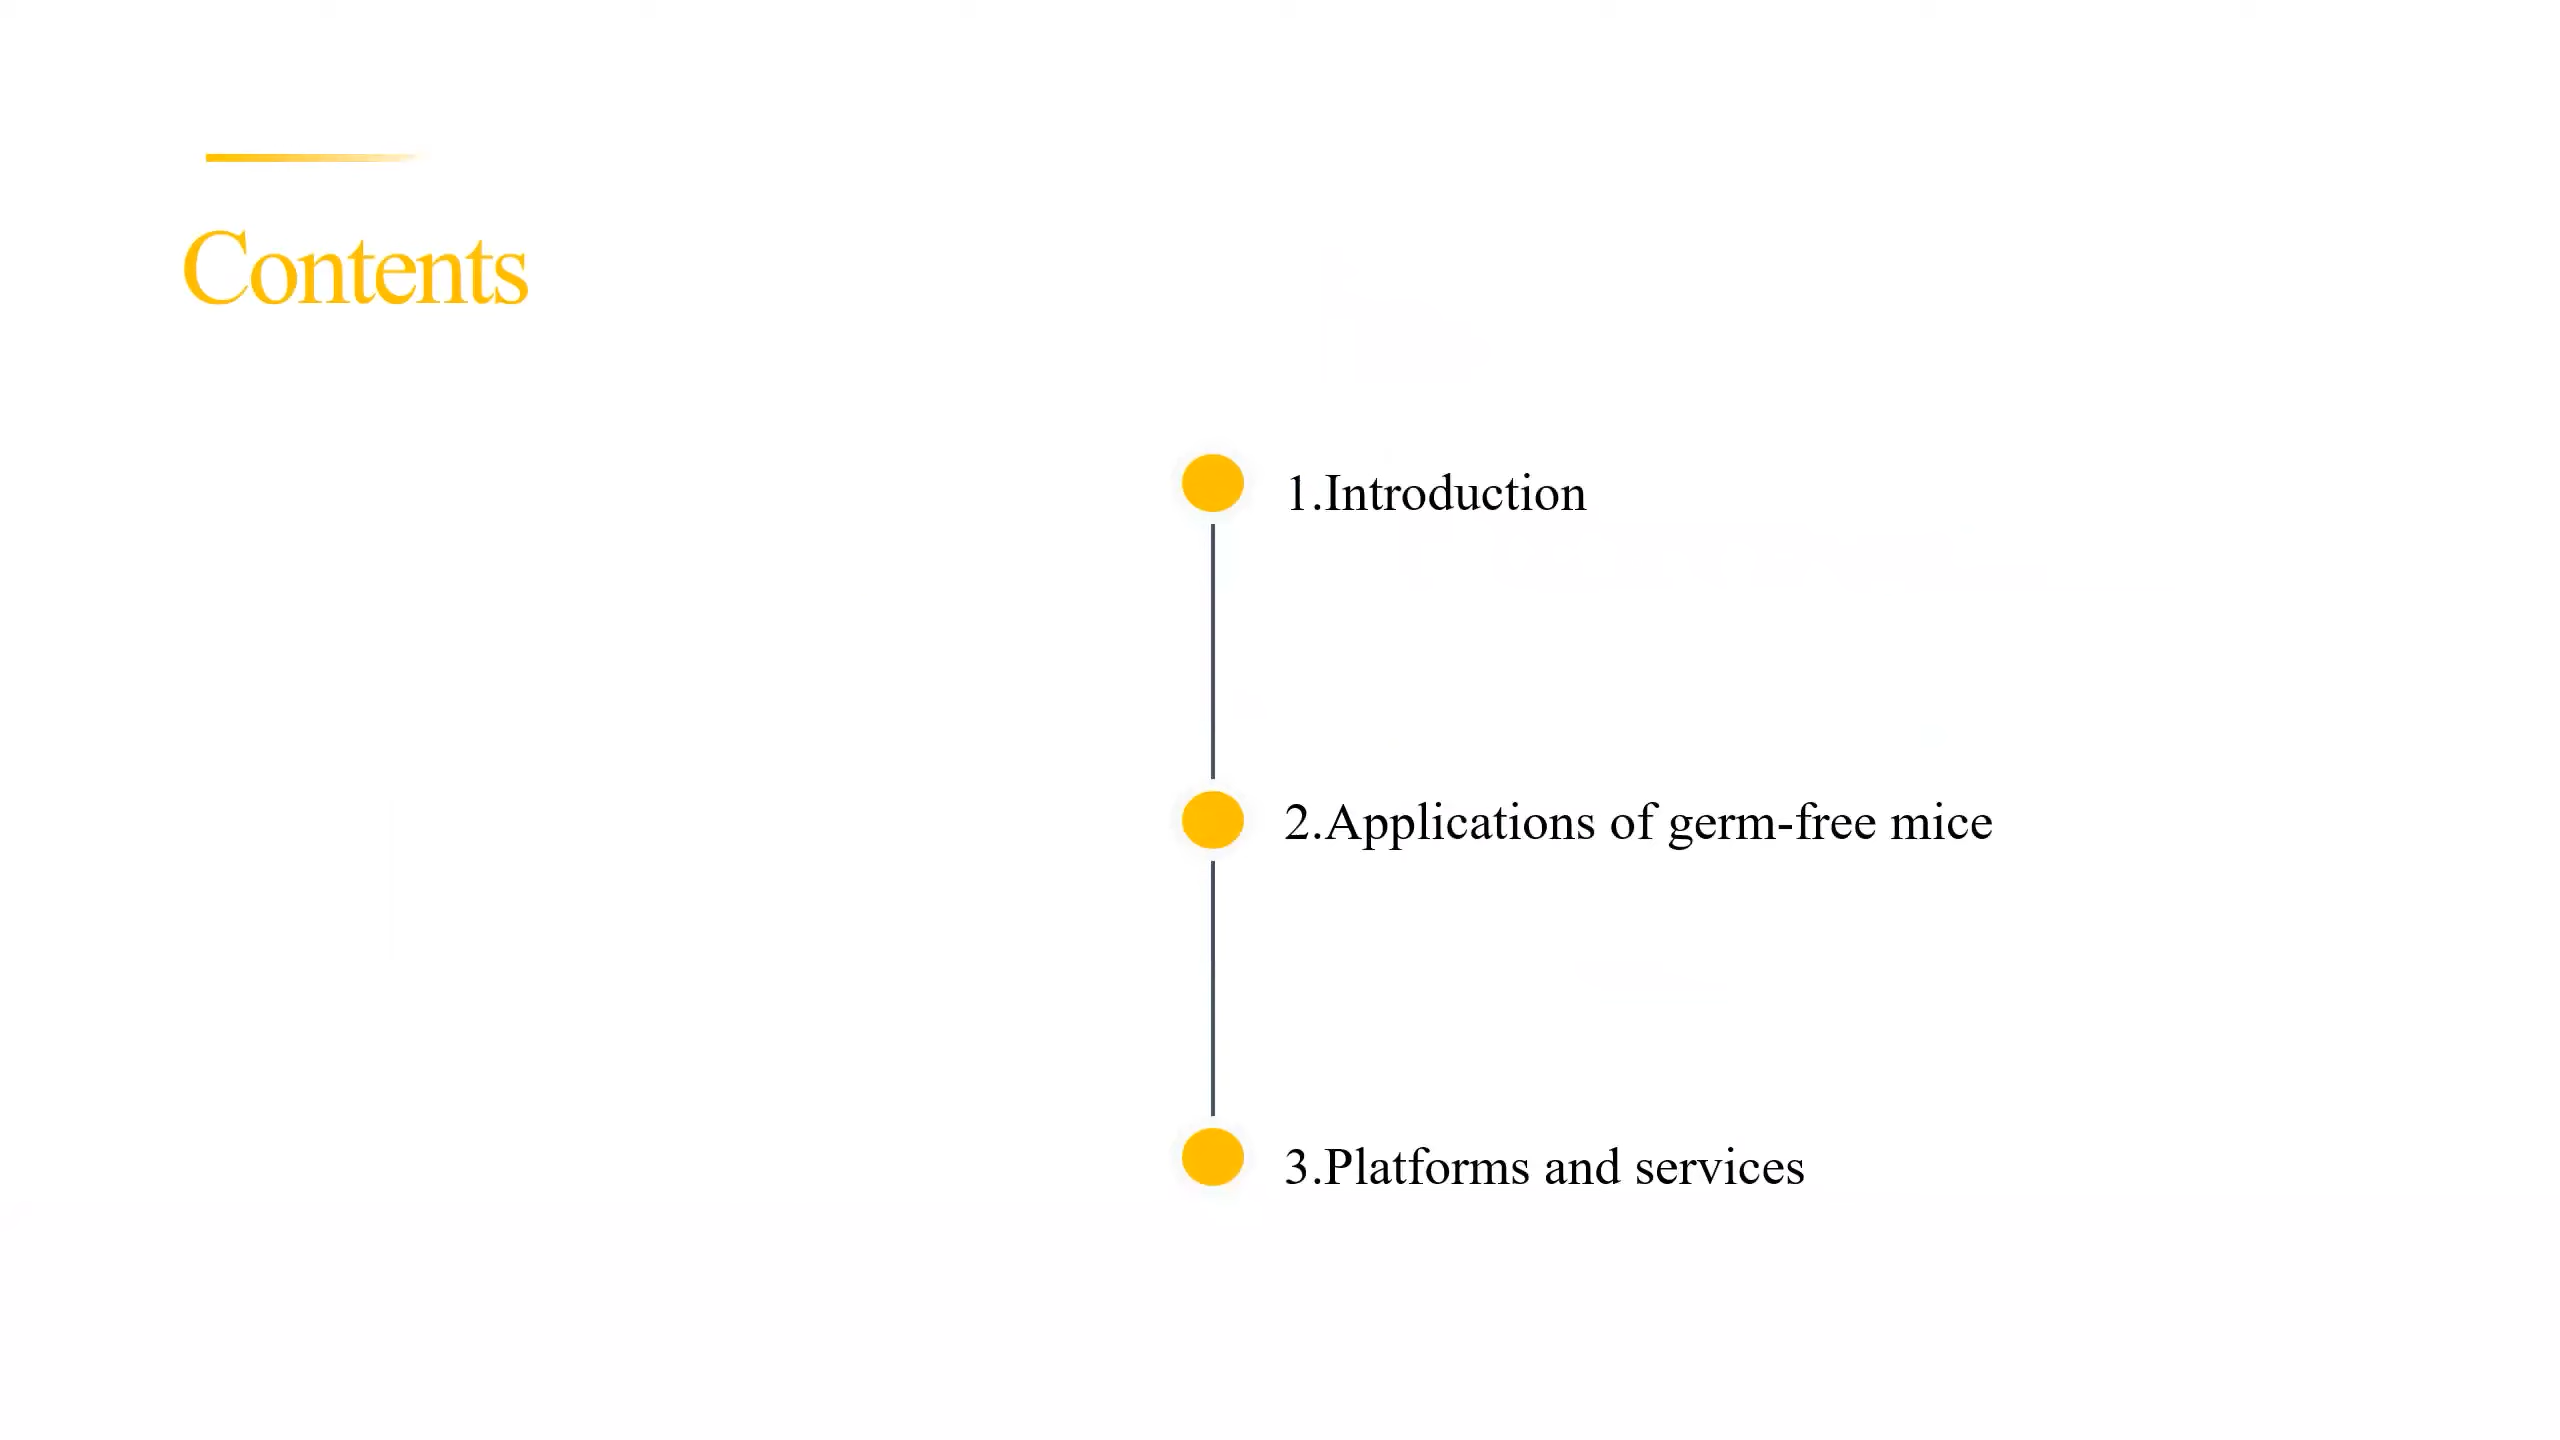 Contents
1.Introduction
2.Applications of germ-free mice
3.Platforms and services